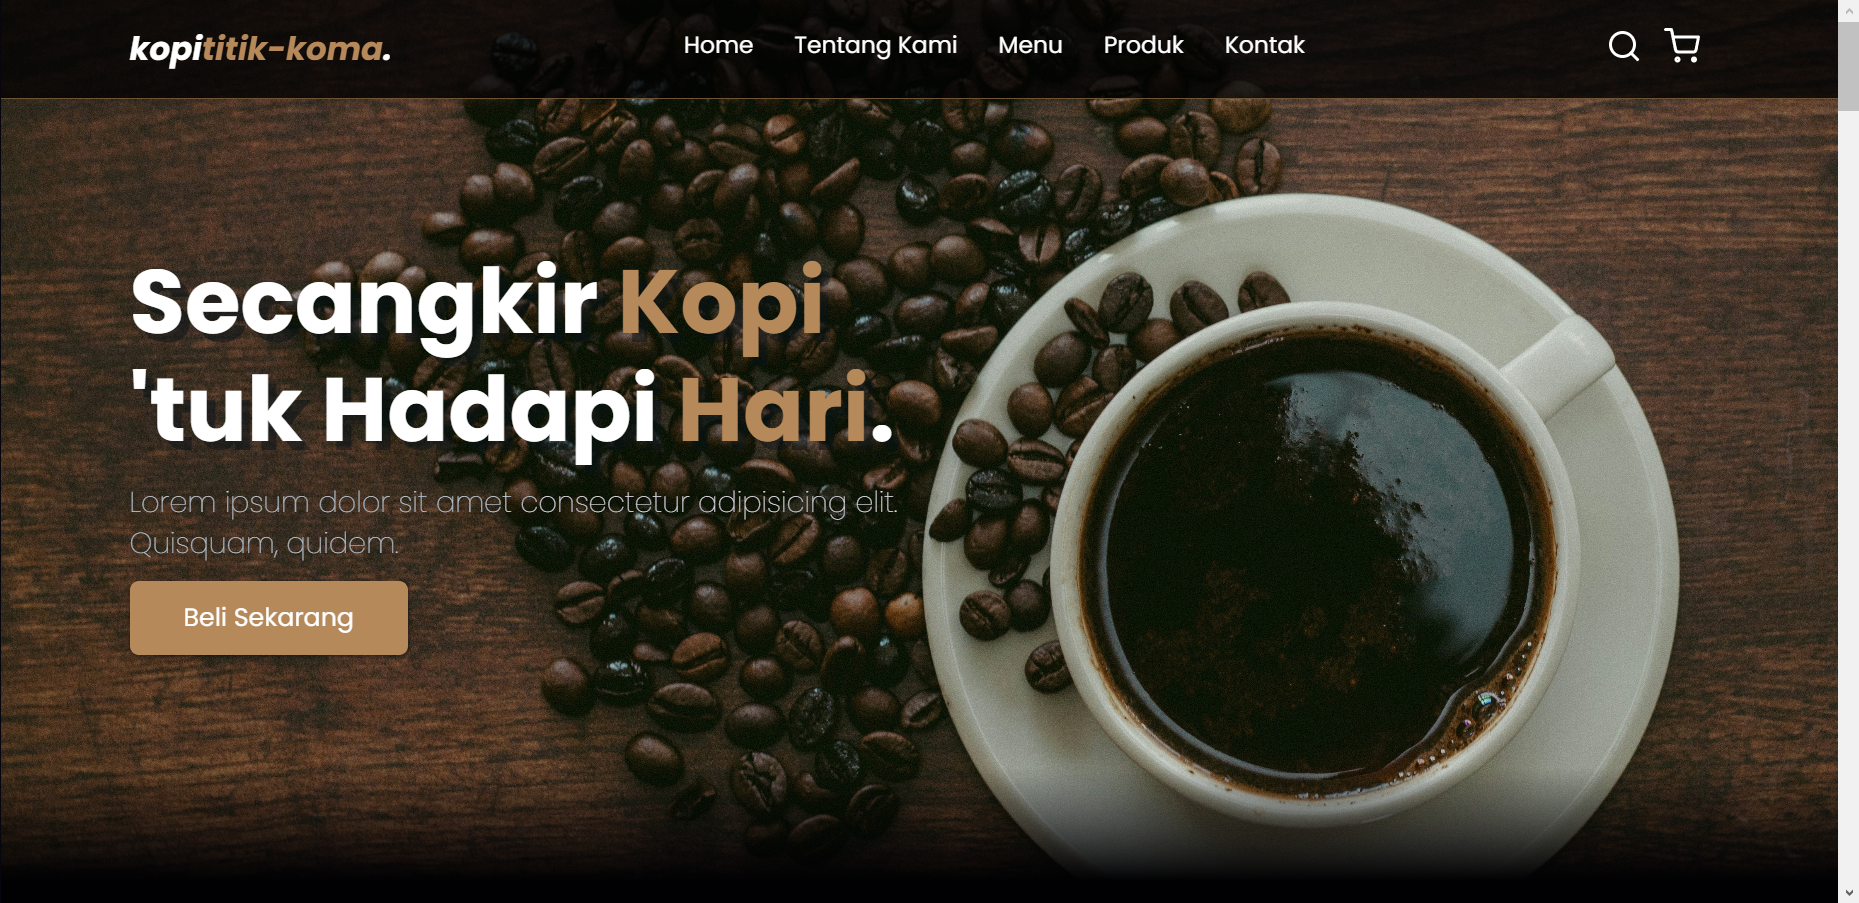 kopititik-koma.
Home Tentang Kami Menu Produk Kontak
Secangkir Kopi
'tuk Hadapi Hari.
Lorem ipsum dolor sit amet consectetur adipisicing elit.
Quisquam, quidem.
Beli Sekarang